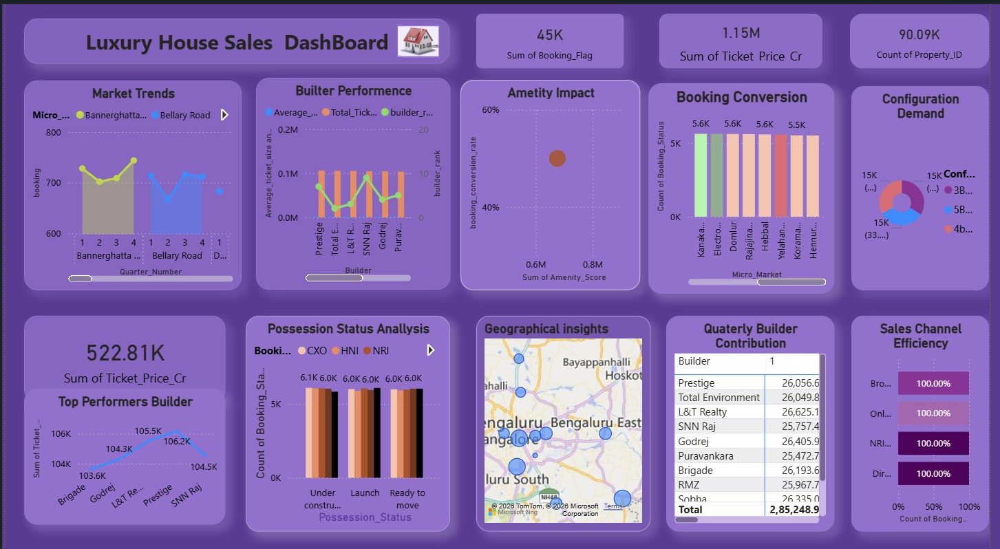 Luxury House Sales DashBoard
45K
Sum of Booking_Flag
1.15M
Sum of Ticket_Price_Cr
90.09K
Count of Property_ID
Market Trends
Micro_... Bannerghatta... Bellary Road
booking
800
700
600
1 2 3 4 1 2 3 4 1
Bannerghatta ... Bellary Road D...
Quarter_Number
Builter Performence
Average_... Total_Tick... builder_r...
Average_ticket_size an...
0.2M
0.1M
0.0M
20
10
0
builder_rank
Prestige
Total E...
L&T R...
SNN Raj
Godrej
Purav...
Builder
Ametity Impact
booking_conversion_rate
60%
40%
0.6M 0.8M
Sum of Amenity_Score
Booking Conversion
Count of Booking_Status
5.6K 5.6K 5.6K 5.5K
5K
0K
Kanaka...
Electro...
Domlur
Rajajina...
Hebbal
Yelahan...
Korama...
Hennur...
Micro_Market
Configuration
Demand
15K
(...)
15K
(...)
15K
(33....)
Conf...
3B...
5B...
4b...
522.81K
Sum of Ticket_Price_Cr
Top Performers Builder
Sum of Ticket_...
106K
104K
103.6K
104.3K
105.5K
106.2K
104.5K
Brigade
Godrej
L&T Re...
Prestige
SNN Raj
Possession Status Anallysis
Booki... CXO HNI NRI
Count of Booking_Sta...
6.1K 6.0K 6.0K 6.0K 6.0K 6.0K
5K
0K
Under
constru...
Launch
Ready to
move
Possession_Status
Geographical insights
Bayappanhalli
Hoskot
ahalli
engaluru
angalore
Bengaluru East
luru South
NH48
© 2026 TomTom, © 2026 Microsoft
Corporation
Terms
Microsoft Bing
Quaterly Builder
Contribution
Builder 1
Prestige 26,056.6
Total Environment 26,049.8
L&T Realty 26,625.1
SNN Raj 25,757.4
Godrej 26,405.9
Puravankara 25,472.7
Brigade 26,193.6
RMZ 25,967.7
Sobha 26,335.0
Total 2,85,248.9
Sales Channel
Efficiency
Bro... 100.00%
Onl... 100.00%
NRI... 100.00%
Dir... 100.00%
0% 50% 100%
Count of Booking...